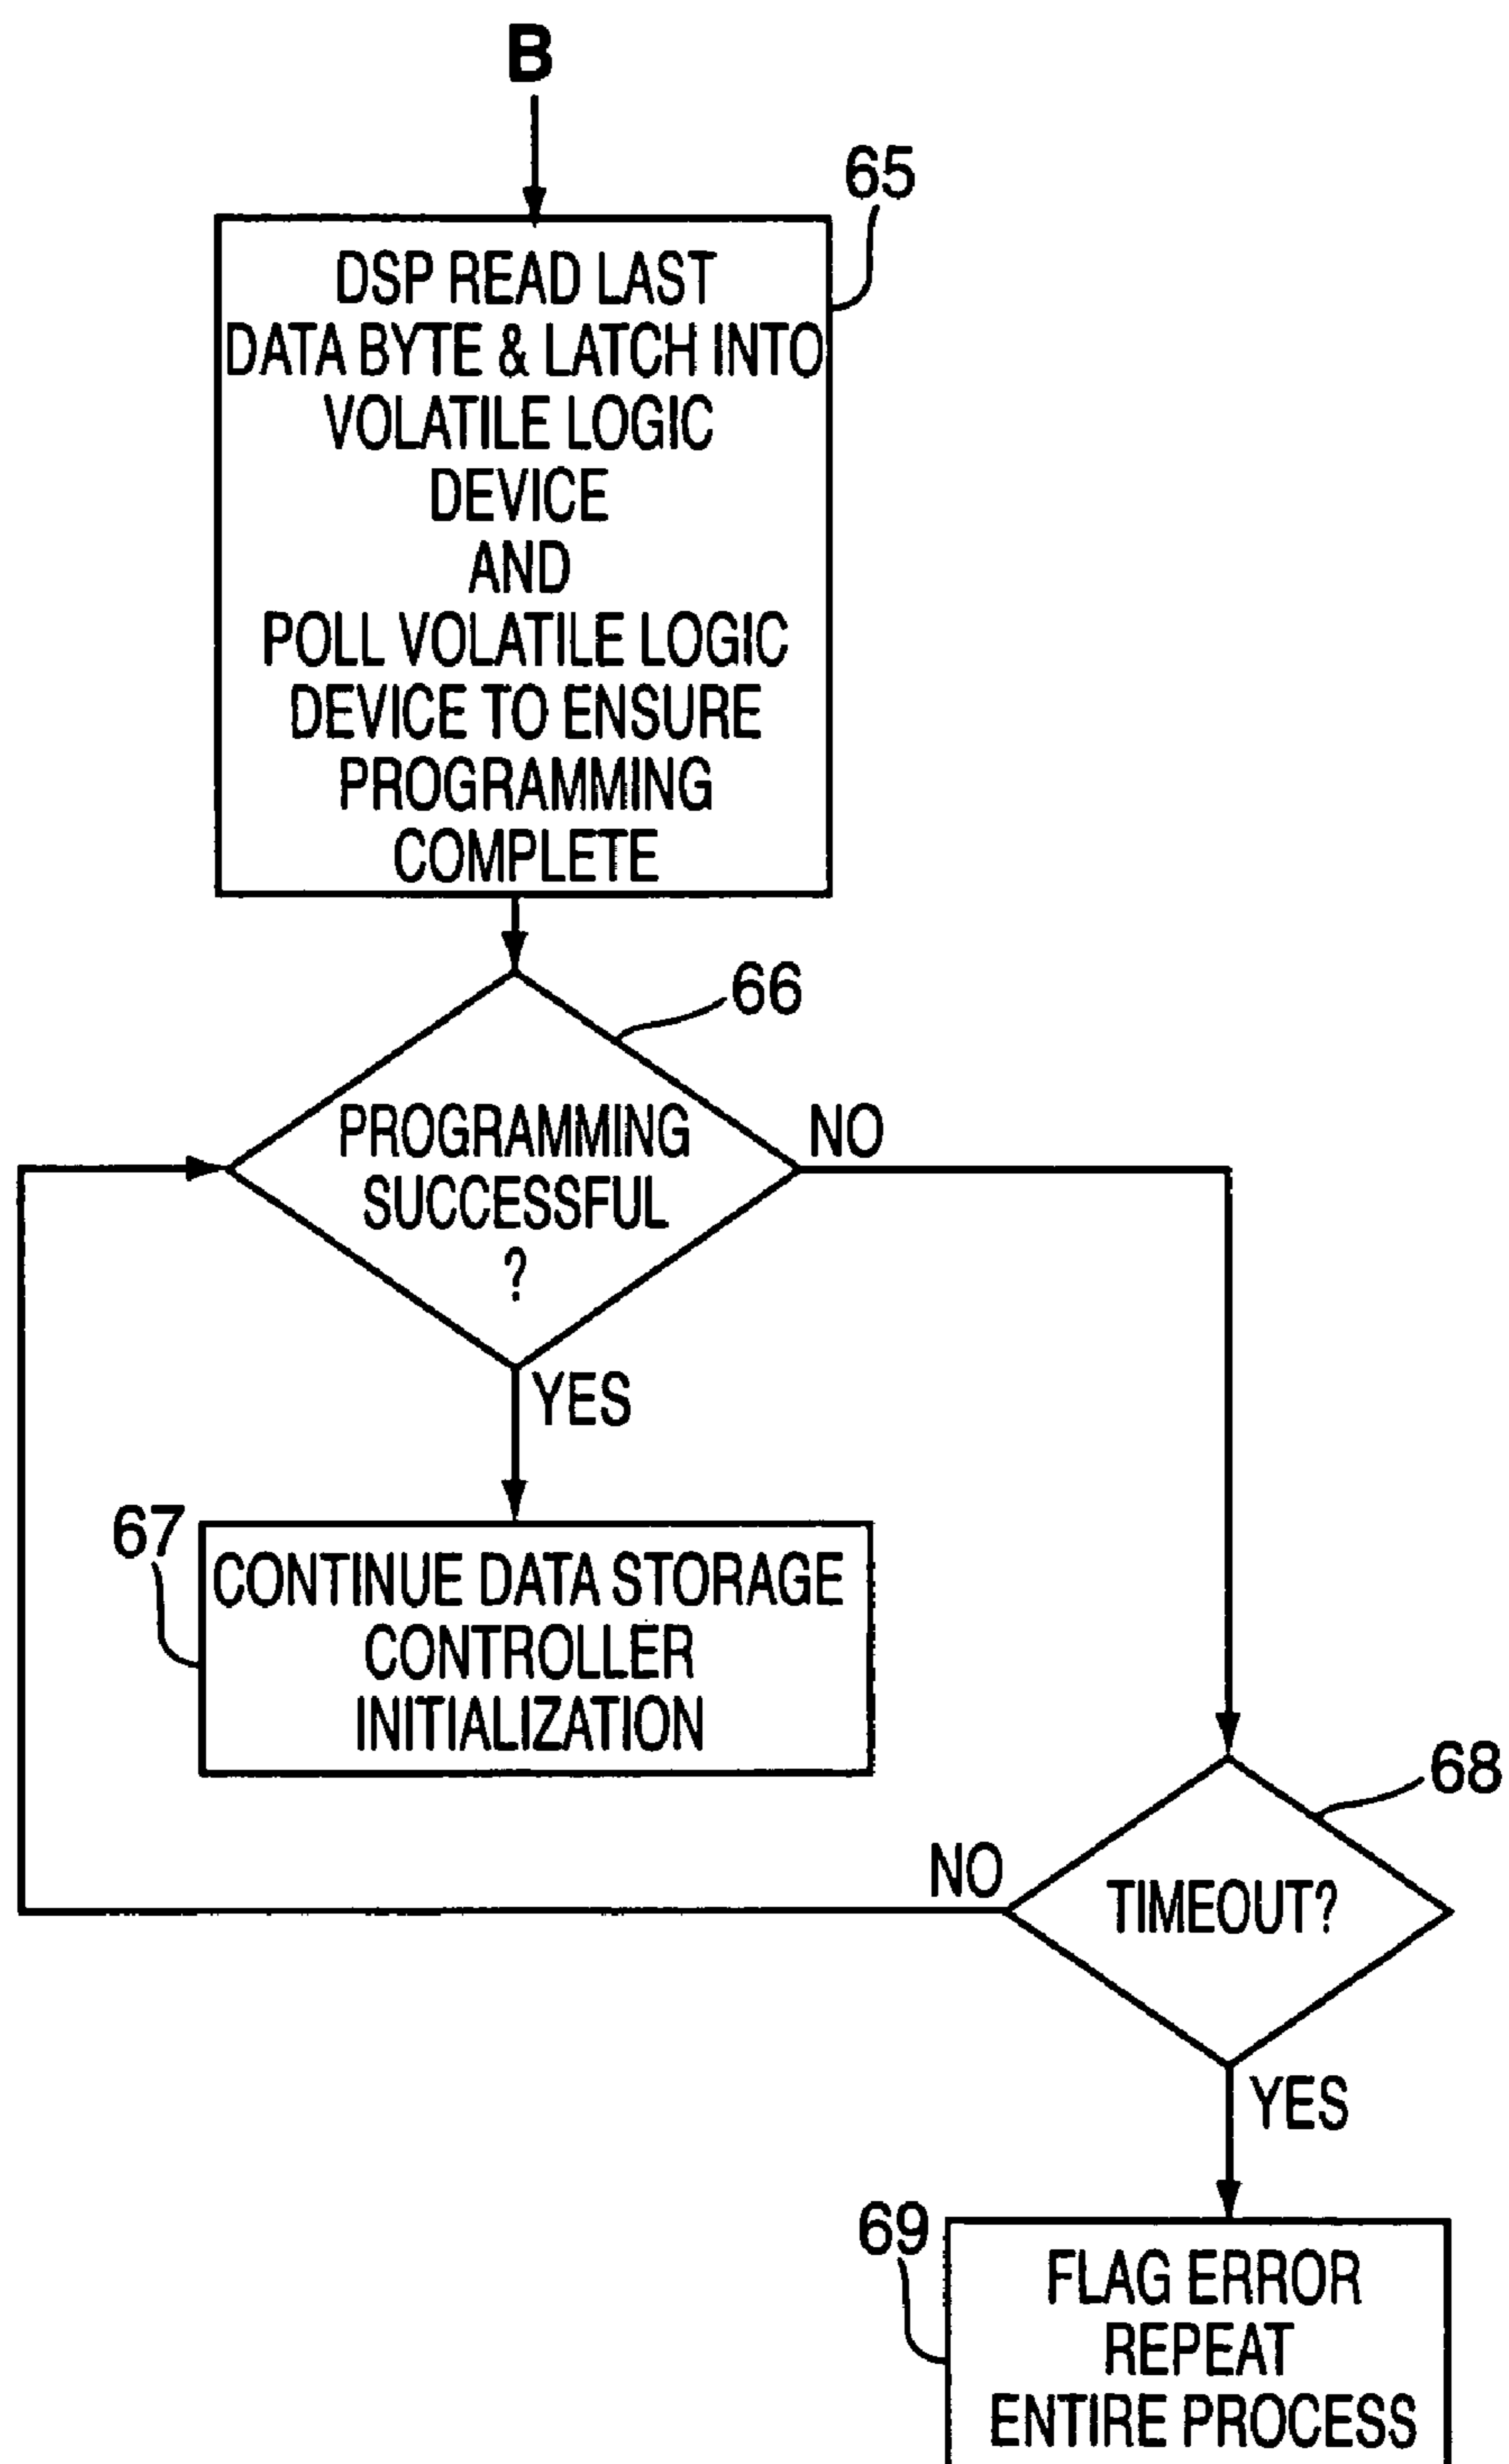 B
65
DSP READ LAST
DATA BYTE & LATCH INTO
VOLATILE LOGIC
DEVICE
AND
POLL VOLATILE LOGIC
DEVICE TO ENSURE
PROGRAMMING
COMPLETE
66
PROGRAMMING
SUCCESSFUL
?
NO
YES
67
CONTINUE DATA STORAGE
CONTROLLER
INITIALIZATION
68
TIMEOUT?
NO
YES
69
FLAG ERROR
REPEAT
ENTIRE PROCESS